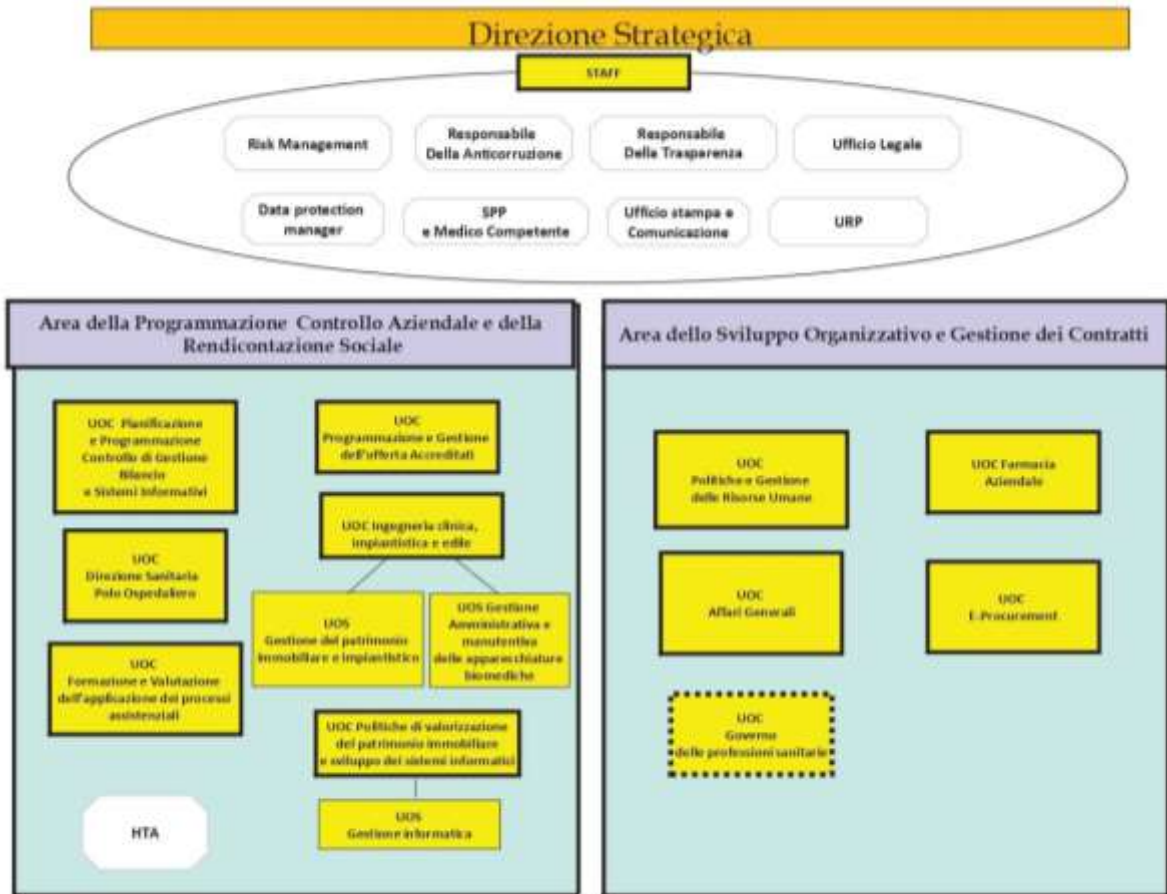 Direzione Strategica
STAFF
Risk Management
Responsabile
Della Anticorruzione
Responsabile
Della Trasparenza
Ufficio Legale
Data protection
manager
SPP
e Medico Competente
Ufficio stampa e
Comunicazione
URP
Area della Programmazione Controllo Aziendale e della
Rendicontazione Sociale
UOC Planificazione
e Programmazione
Controllo di Gestione
Bilancio
e Sistemi Informativi
UOC
Programmazione e Gestione
dell'offerta Accreditati
UOC Ingegneria clinica,
impiantistica e edile
UOC
Direzione Sanitaria
Polo Ospedaliero
UOS
Gestione del patrimonio
immobiliare e impiantistico
UOS Gestione
Amministrativa e
manutentiva
delle apparecchiature
biomediche
UOC
Formazione e Valutazione
dell'applicazione dei processi
assistenziali
UOC Politiche di valorizzazione
del patrimonio immobiliare
e sviluppo dei sistemi informatici
HTA
UOS
Gestione informatica
Area dello Sviluppo Organizzativo e Gestione dei Contratti
UOC
Politiche e Gestione
delle Risorse Umane
UOC Farmacia
Aziendale
UOC
Affari Generali
UOC
E-Procurement
UOC
Governo
delle professioni sanitarie